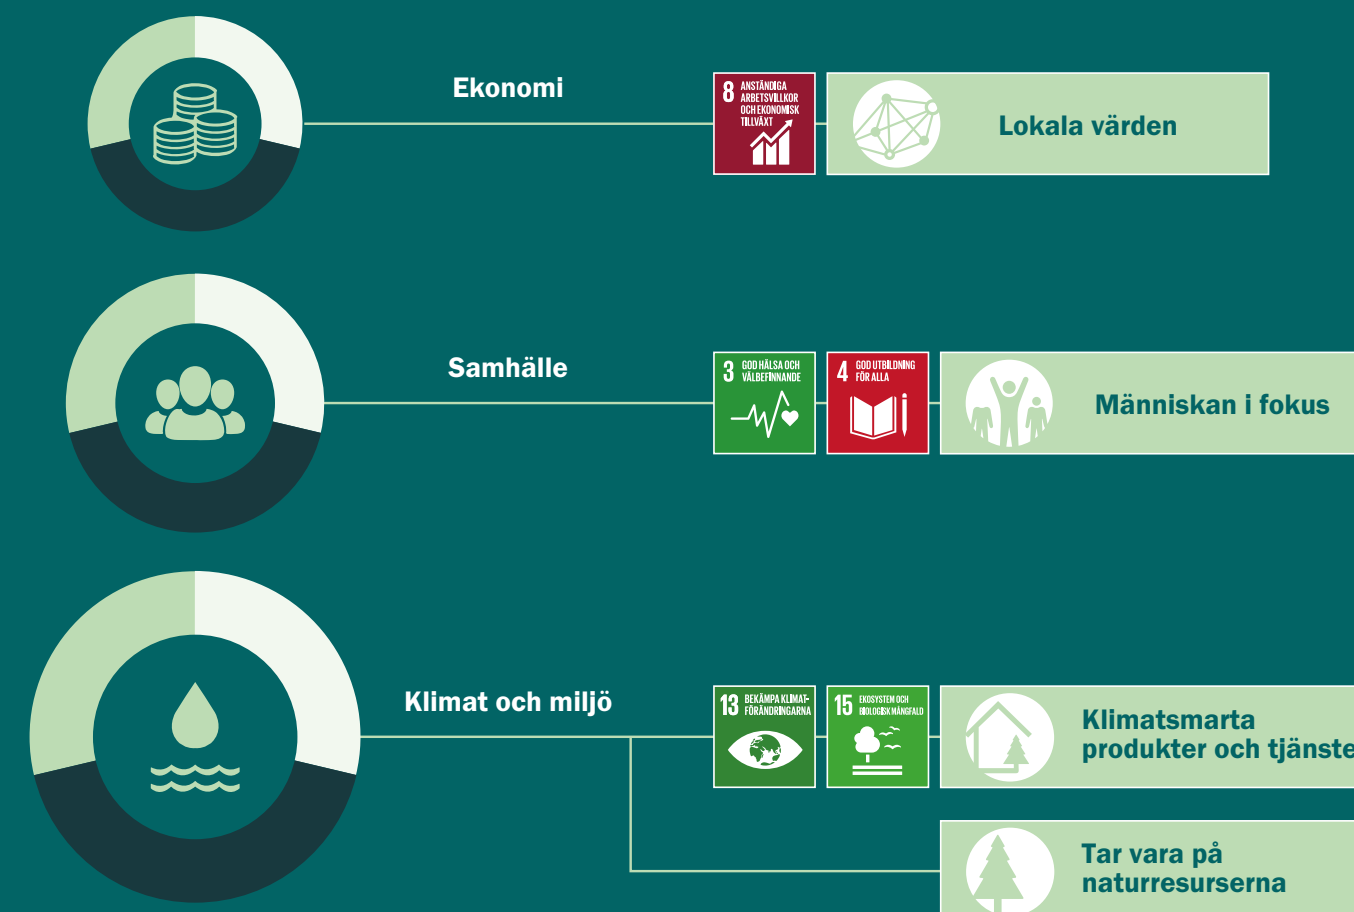 Ekonomi
8 ANSTÄNDIGA
ARBETSVILLKOR
OCH EKONOMISK
TILLVÄXT
Lokala värden
Samhälle
3 GOD HÄLSA OCH
VÄLBEFINNANDE
4 GOD UTBILDNING
FÖR ALLA
Människan i fokus
Klimat och miljö
13 BEKÄMPA KLIMAT-
FÖRÄNDRINGARNA
15 EKOSYSTEM OCH
BIOLOGISK MÅNGFALD
Klimatsmarta
produkter och tjänste
Tar vara på
naturresurserna